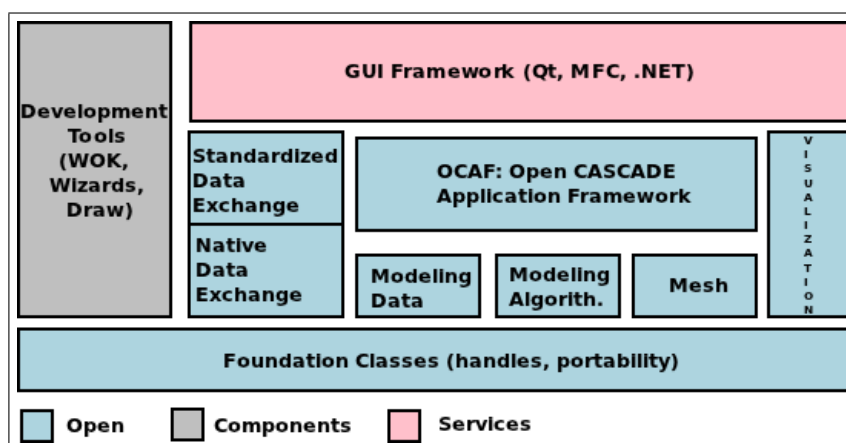 GUI Framework (Qt, MFC, .NET)
Development
Tools
(WOK,
Wizards,
Draw)
Standardized
Data
Exchange
OCAF: Open CASCADE
Application Framework
VISUALIZATION
Native
Data
Exchange
Modeling
Data
Modeling
Algorith.
Mesh
Foundation Classes (handles, portability)
Open
Components
Services